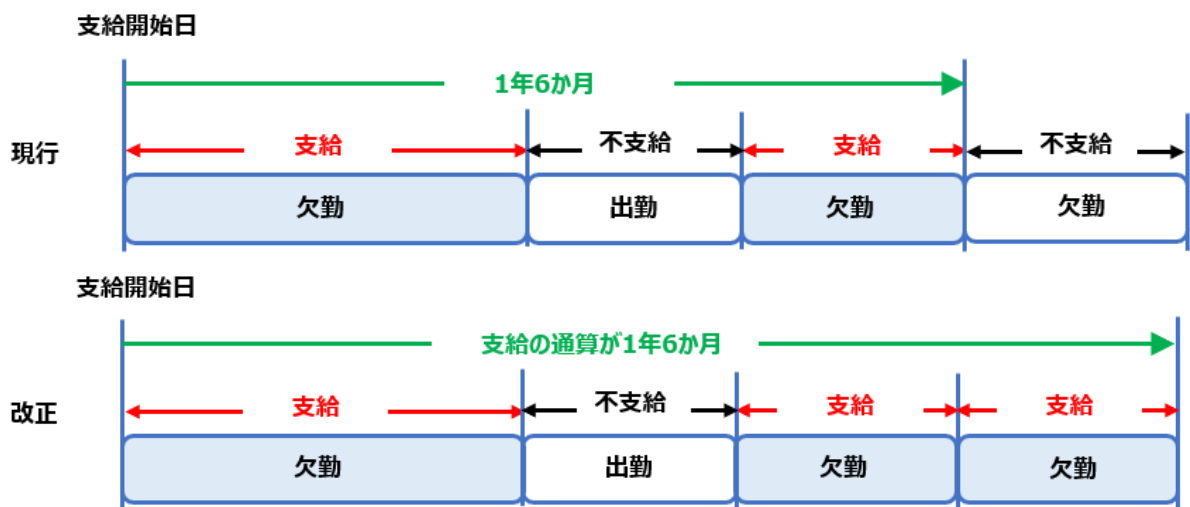 支給開始日
1年6か月
現行
支給 不支給 支給 不支給
欠勤 出勤 欠勤 欠勤
支給開始日
支給の通算が1年6か月
改正
支給 不支給 支給 支給
欠勤 出勤 欠勤 欠勤